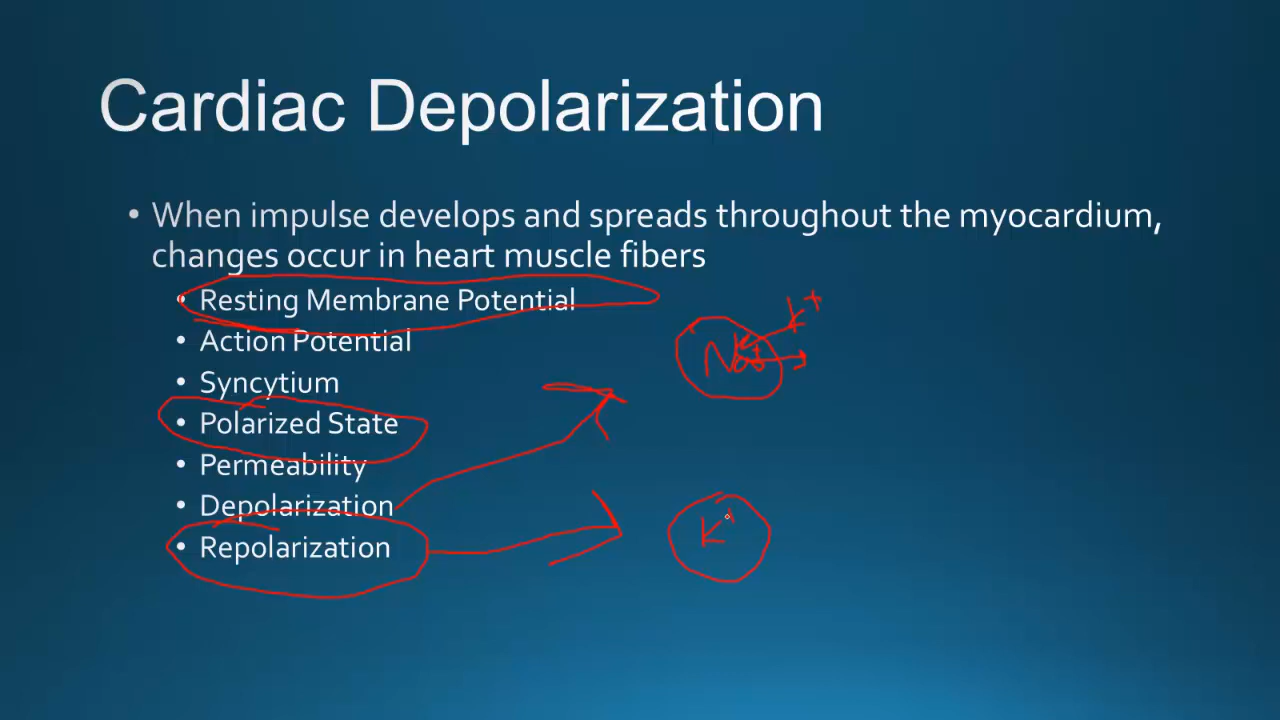 Cardiac Depolarization
• When impulse develops and spreads throughout the myocardium,
changes occur in heart muscle fibers
• Resting Membrane Potential
• Action Potential
• Syncytium
• Polarized State
• Permeability
• Depolarization
• Repolarization
K+
Na+
K+